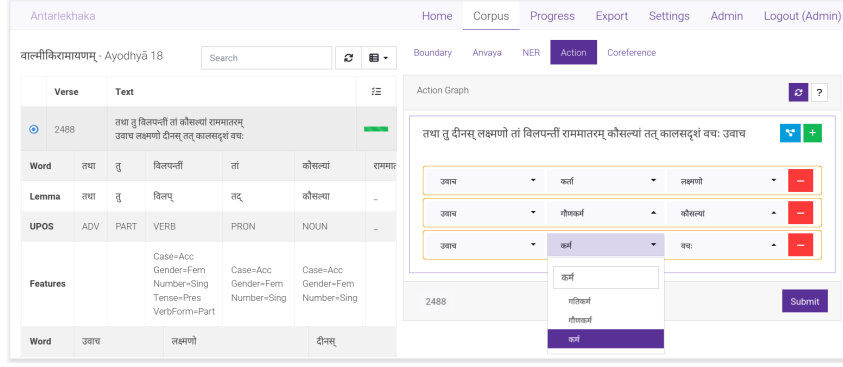 Antarlekhaka
Home Corpus Progress Export Settings Admin Logout (Admin)
वाल्मीकिरामायणम् - Ayodhyā 18
Search
Boundary Anvaya NER Action Coreference
Verse Text
2488
तथा तु विलपन्तीं तां कौसल्यां राममातरम्
उवाच लक्ष्मणो दीनस् तत् कालसदृशं वचः
Word तथा तु विलपन्तीं तां कौसल्यां राममात
Lemma तथा तु विलप् तद् कौसल्या _
UPOS ADV PART VERB PRON NOUN _
Features
Case=Acc
Gender=Fem
Number=Sing
Tense=Pres
VerbForm=Part
Case=Acc
Gender=Fem
Number=Sing
Case=Acc
Gender=Fem
Number=Sing
Word उवाच लक्ष्मणो दीनस्
Action Graph
?
तथा तु दीनस् लक्ष्मणो तां विलपन्तीं राममातरम् कौसल्यां तत् कालसदृशं वचः उवाच
उवाच कर्ता लक्ष्मणो
उवाच गौणकर्म कौसल्यां
उवाच कर्म वचः
कर्म
गतिकर्म
गौणकर्म
कर्म
2488
Submit